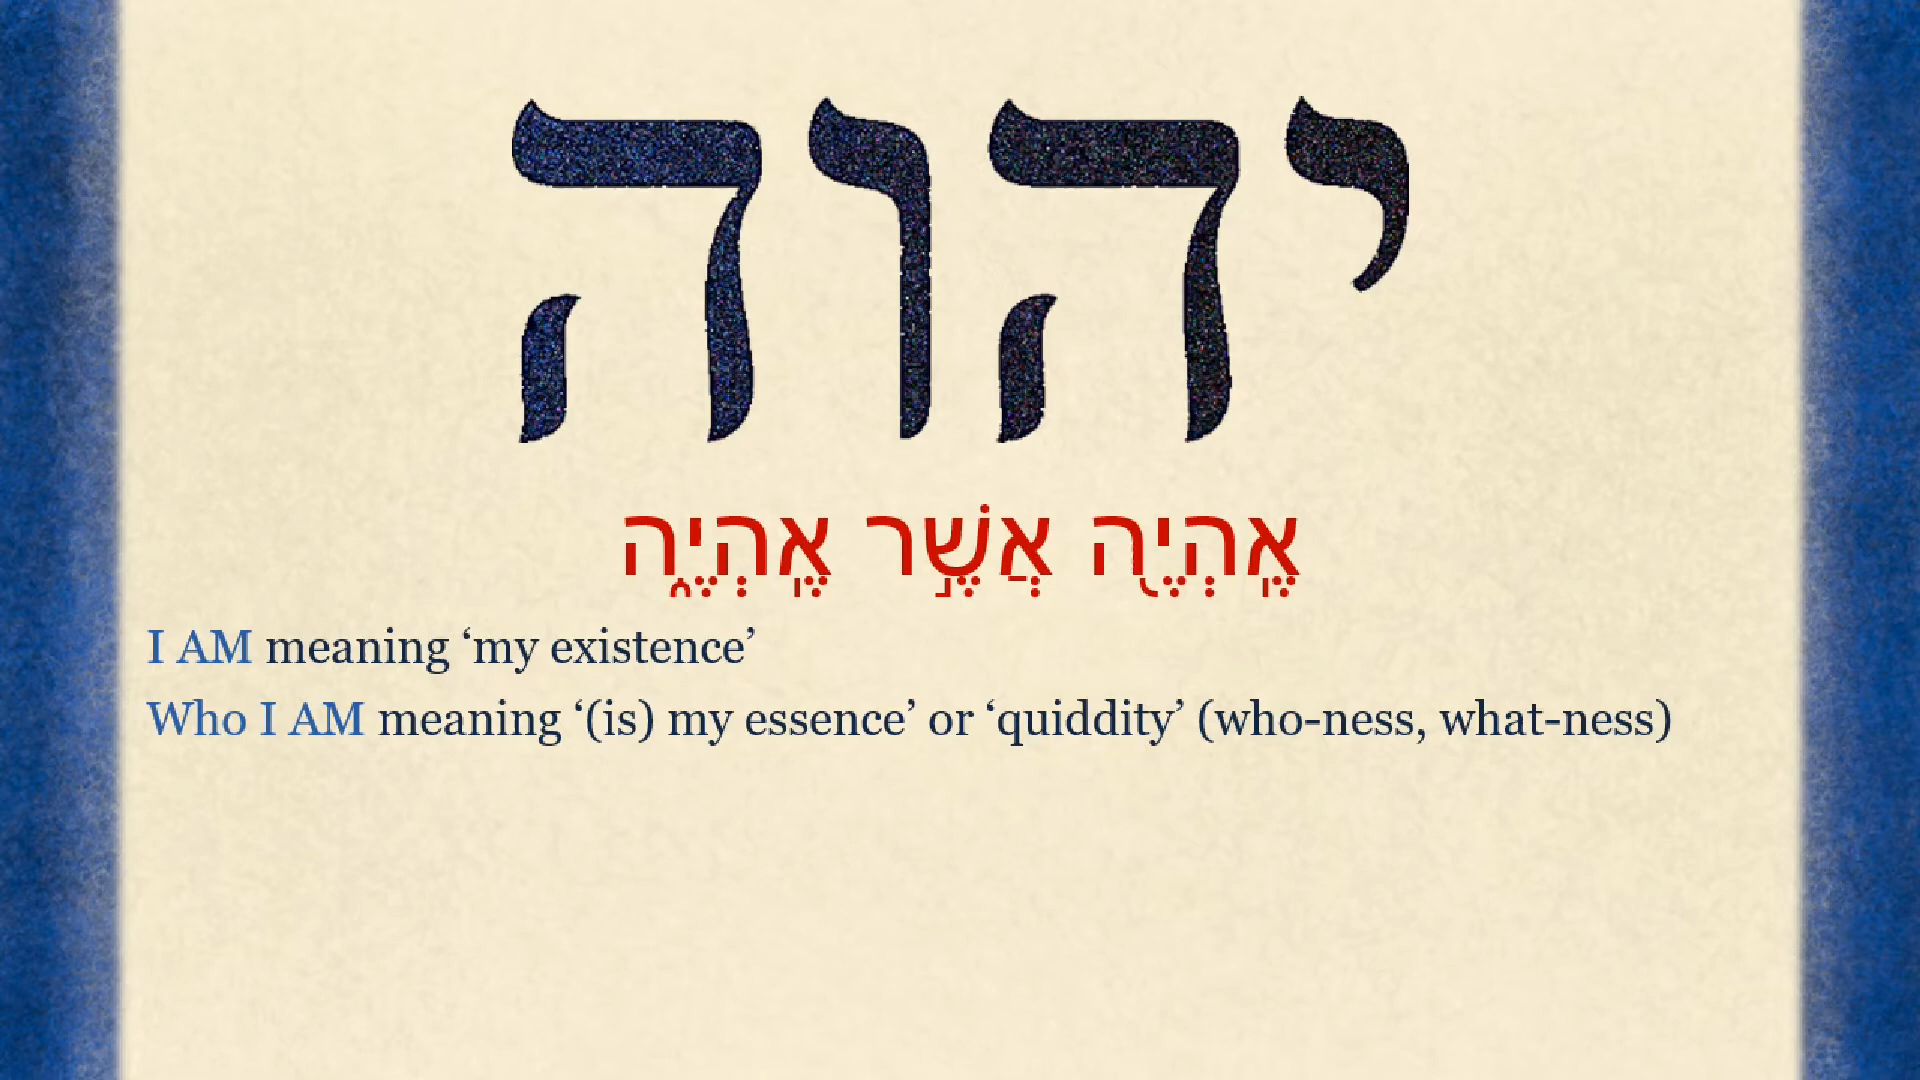 יהוה
אֶֽהְיֶ֖ה אֲשֶׁ֣ר אֶֽהְיֶ֑ה
I AM meaning ‘my existence’
Who I AM meaning ‘(is) my essence’ or ‘quiddity’ (who-ness, what-ness)